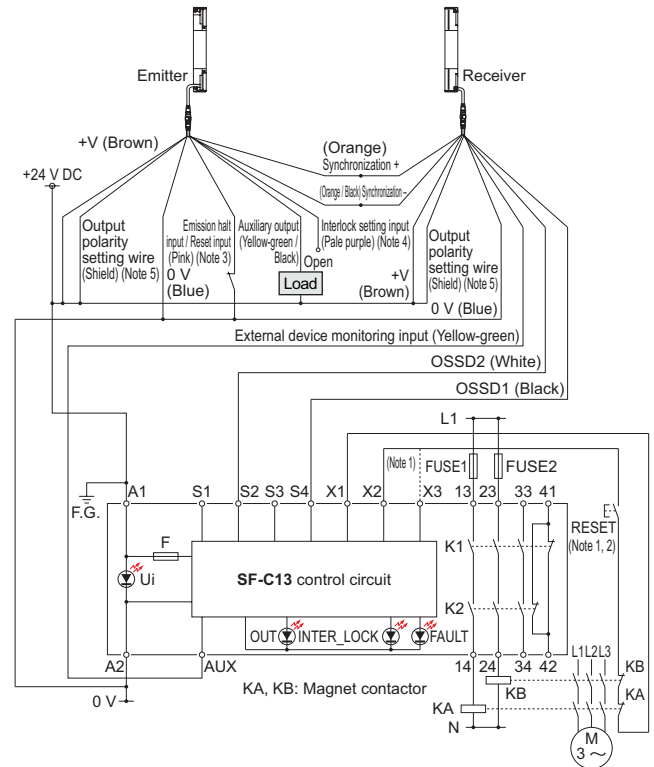 Emitter
Receiver
+V (Brown)
(Orange)
Synchronization +
+24 V DC
(Orange / Black) Synchronization –
Output
polarity
setting wire
(Shield) (Note 5)
Emission halt
input / Reset input
(Pink) (Note 3)
0 V
(Blue)
Auxiliary output
(Yellow-green /
Black)
Load
Interlock setting input
(Pale purple) (Note 4)
Open
+V
(Brown)
Output
polarity
setting wire
(Shield) (Note 5)
0 V (Blue)
External device monitoring input (Yellow-green)
OSSD2 (White)
OSSD1 (Black)
L1
(Note 1)
FUSE1
FUSE2
A1
S1
S2
S3
S4
X1
X2
X3
13
23
33
41
F.G.
F
Ui
SF-C13 control circuit
K1
K2
RESET
(Note 1, 2)
OUT
INTER_LOCK
FAULT
A2
AUX
14
24
34
42
L1L2L3
0 V
KA, KB: Magnet contactor
KB
KA
N
KB
KA
M
3 ～